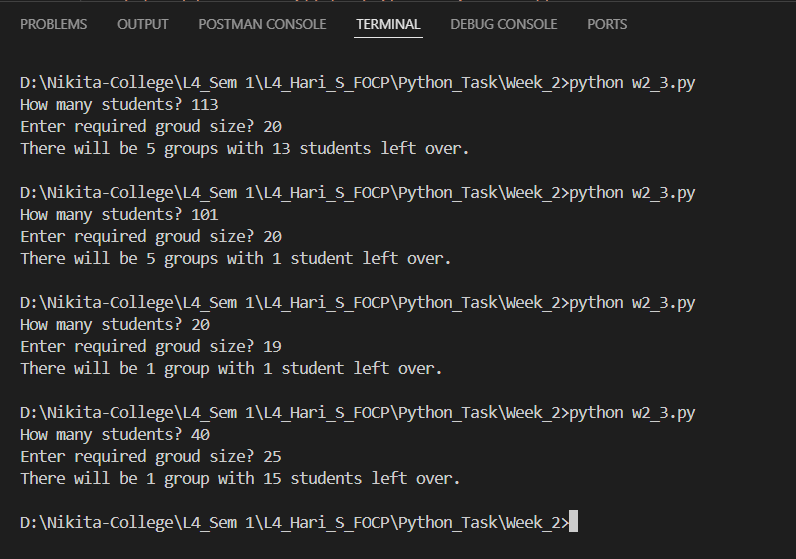 PROBLEMS OUTPUT POSTMAN CONSOLE TERMINAL DEBUG CONSOLE PORTS
D:\Nikita-College\L4_Sem 1\L4_Hari_S_FOCP\Python_Task\Week_2>python w2_3.py
How many students? 113
Enter required groud size? 20
There will be 5 groups with 13 students left over.
D:\Nikita-College\L4_Sem 1\L4_Hari_S_FOCP\Python_Task\Week_2>python w2_3.py
How many students? 101
Enter required groud size? 20
There will be 5 groups with 1 student left over.
D:\Nikita-College\L4_Sem 1\L4_Hari_S_FOCP\Python_Task\Week_2>python w2_3.py
How many students? 20
Enter required groud size? 19
There will be 1 group with 1 student left over.
D:\Nikita-College\L4_Sem 1\L4_Hari_S_FOCP\Python_Task\Week_2>python w2_3.py
How many students? 40
Enter required groud size? 25
There will be 1 group with 15 students left over.
D:\Nikita-College\L4_Sem 1\L4_Hari_S_FOCP\Python_Task\Week_2>